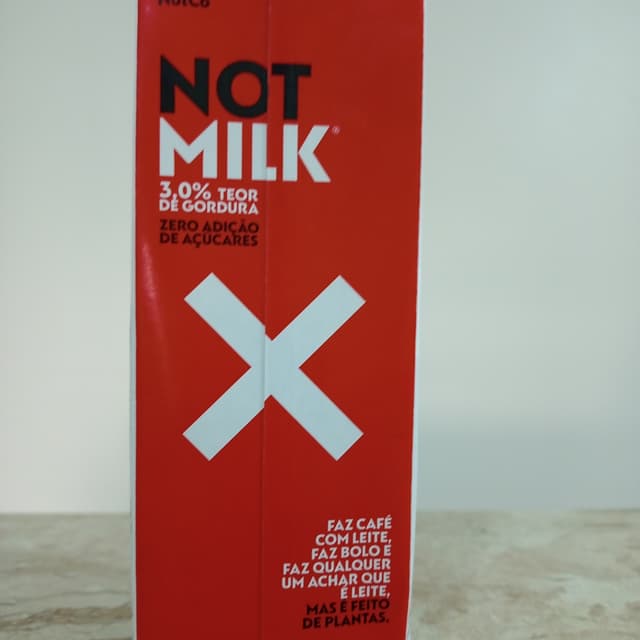 NotCo
NOT
MILK®
3,0% TEOR
DE GORDURA
ZERO ADIÇÃO
DE AÇÚCARES
FAZ CAFÉ
COM LEITE,
FAZ BOLO E
FAZ QUALQUER
UM ACHAR QUE
É LEITE,
MAS É FEITO
DE PLANTAS.